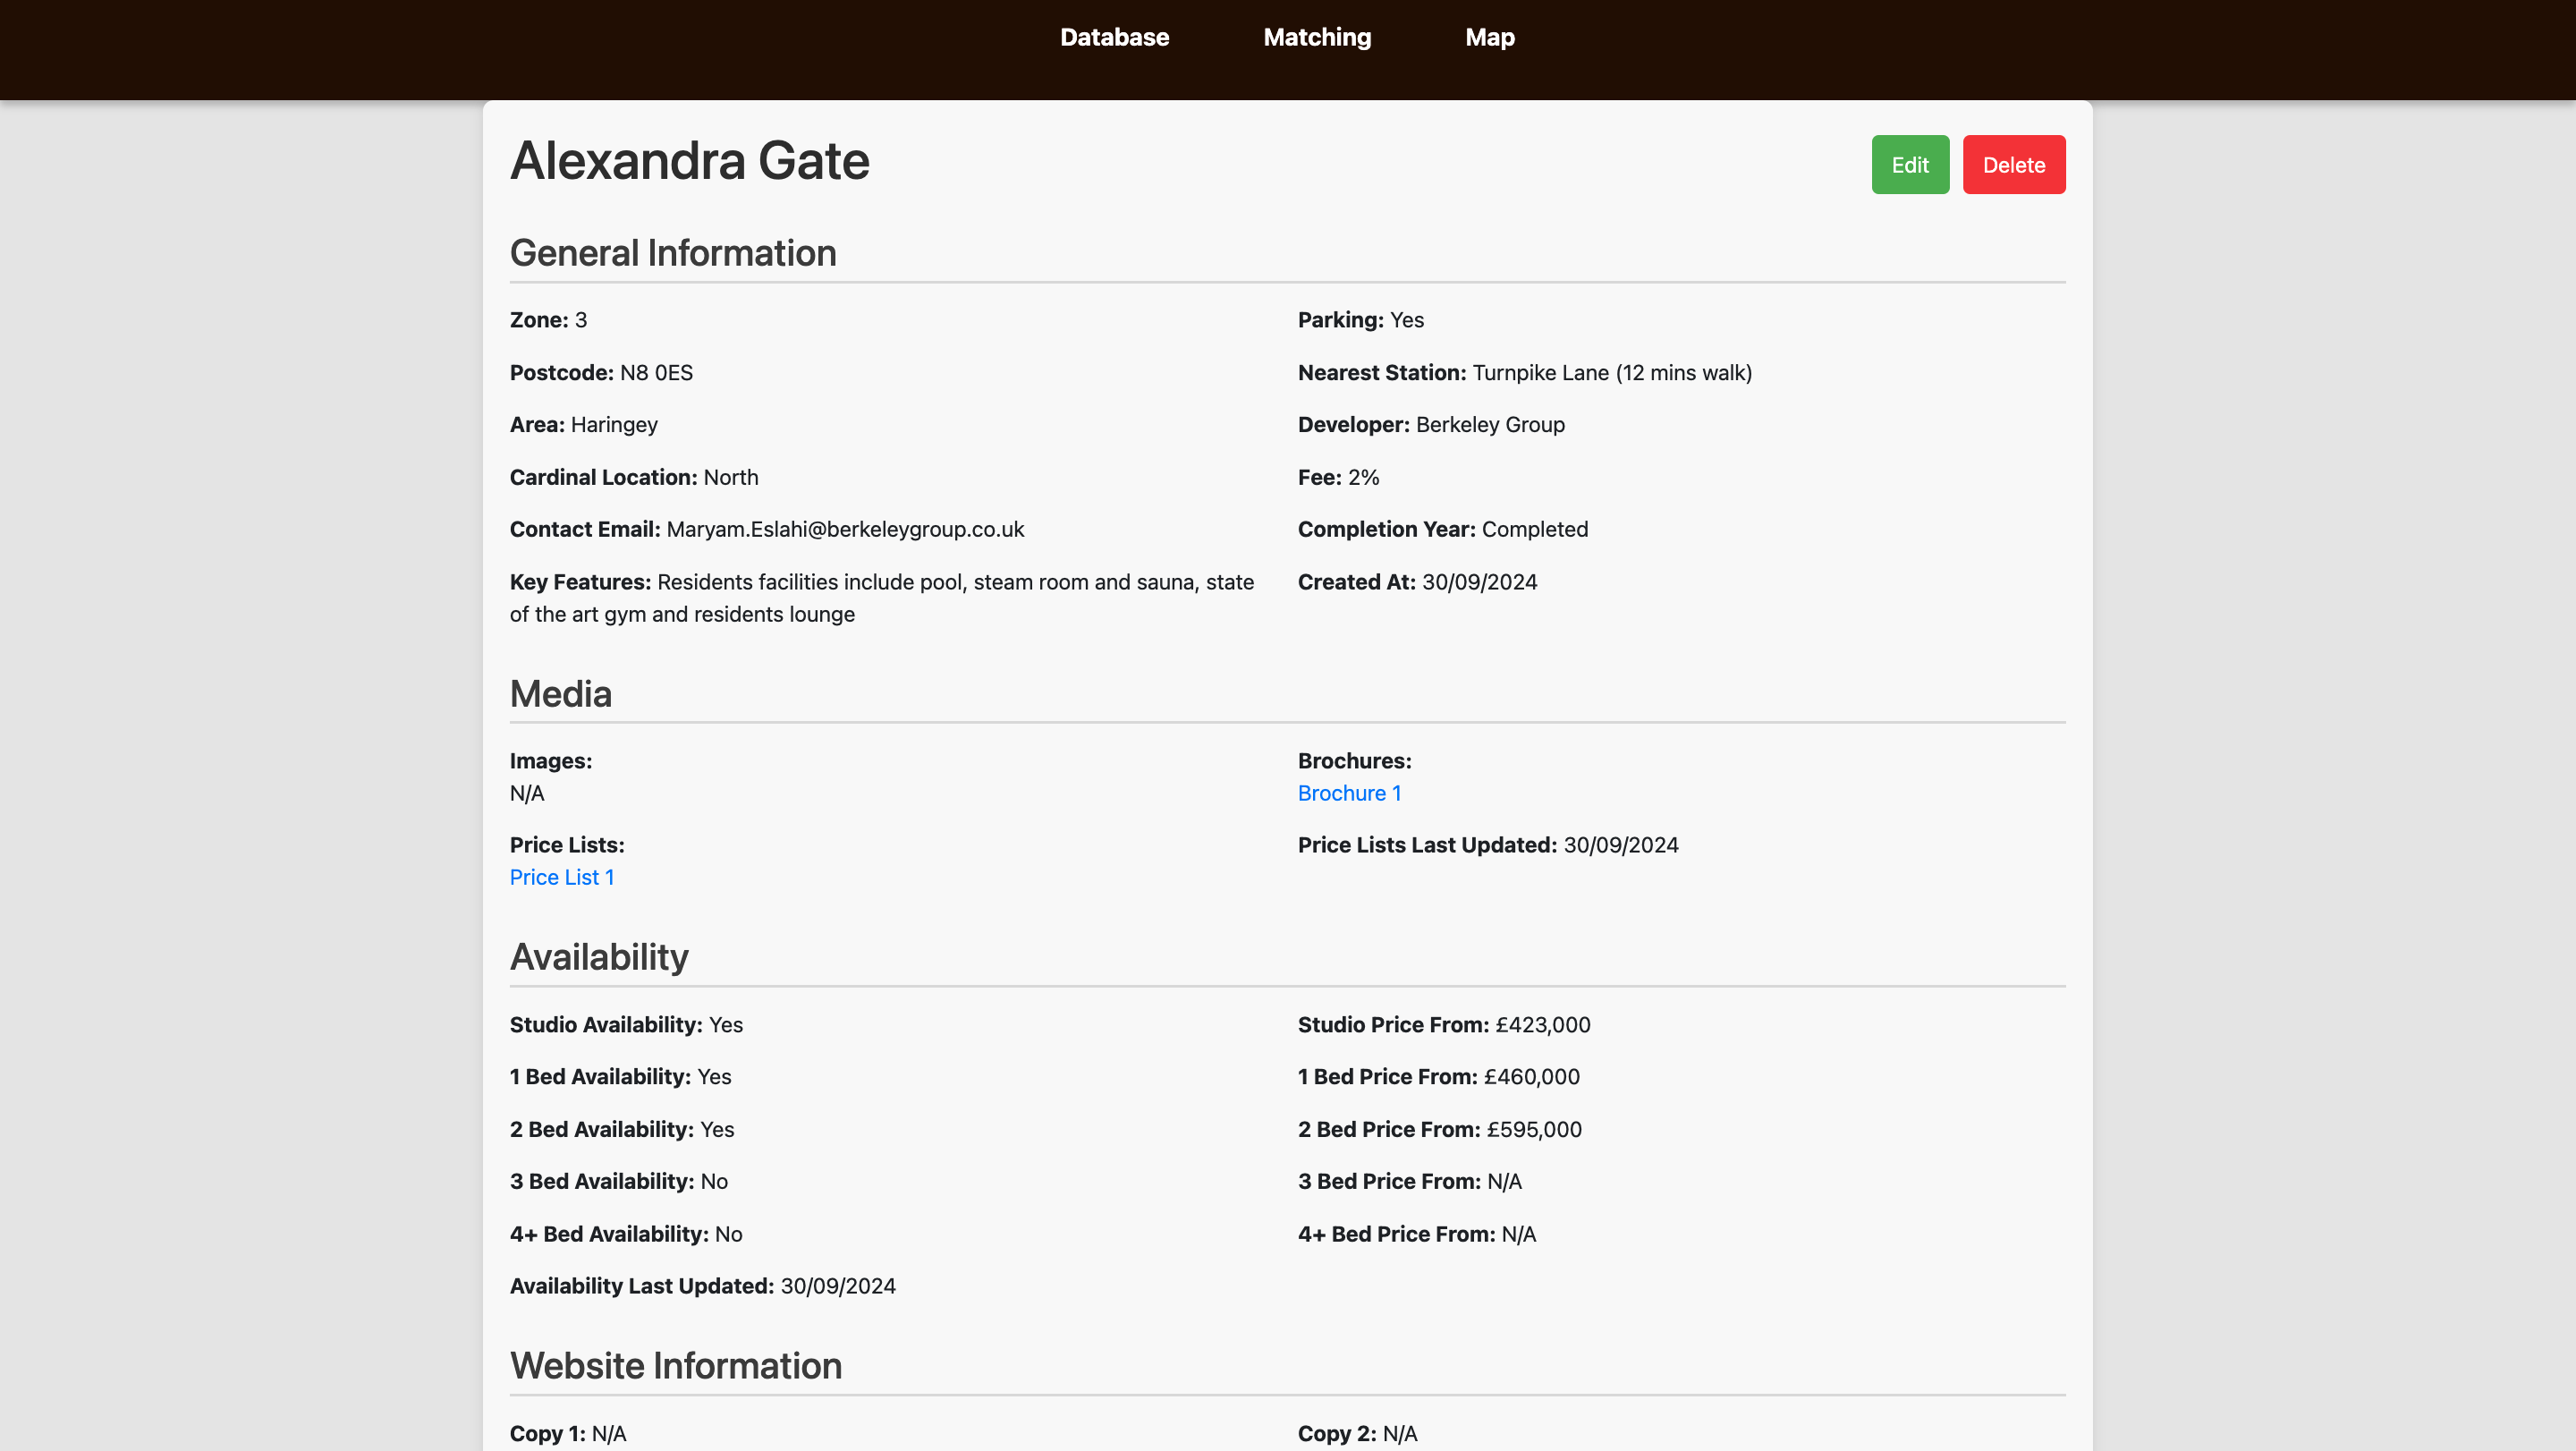 Database Matching Map
Alexandra Gate
Edit Delete
General Information
Zone: 3
Parking: Yes
Postcode: N8 0ES
Nearest Station: Turnpike Lane (12 mins walk)
Area: Haringey
Developer: Berkeley Group
Cardinal Location: North
Fee: 2%
Contact Email: Maryam.Eslahi@berkeleygroup.co.uk
Completion Year: Completed
Key Features: Residents facilities include pool, steam room and sauna, state
of the art gym and residents lounge
Created At: 30/09/2024
Media
Images:
N/A
Brochures:
Brochure 1
Price Lists:
Price List 1
Price Lists Last Updated: 30/09/2024
Availability
Studio Availability: Yes
Studio Price From: £423,000
1 Bed Availability: Yes
1 Bed Price From: £460,000
2 Bed Availability: Yes
2 Bed Price From: £595,000
3 Bed Availability: No
3 Bed Price From: N/A
4+ Bed Availability: No
4+ Bed Price From: N/A
Availability Last Updated: 30/09/2024
Website Information
Copy 1: N/A
Copy 2: N/A